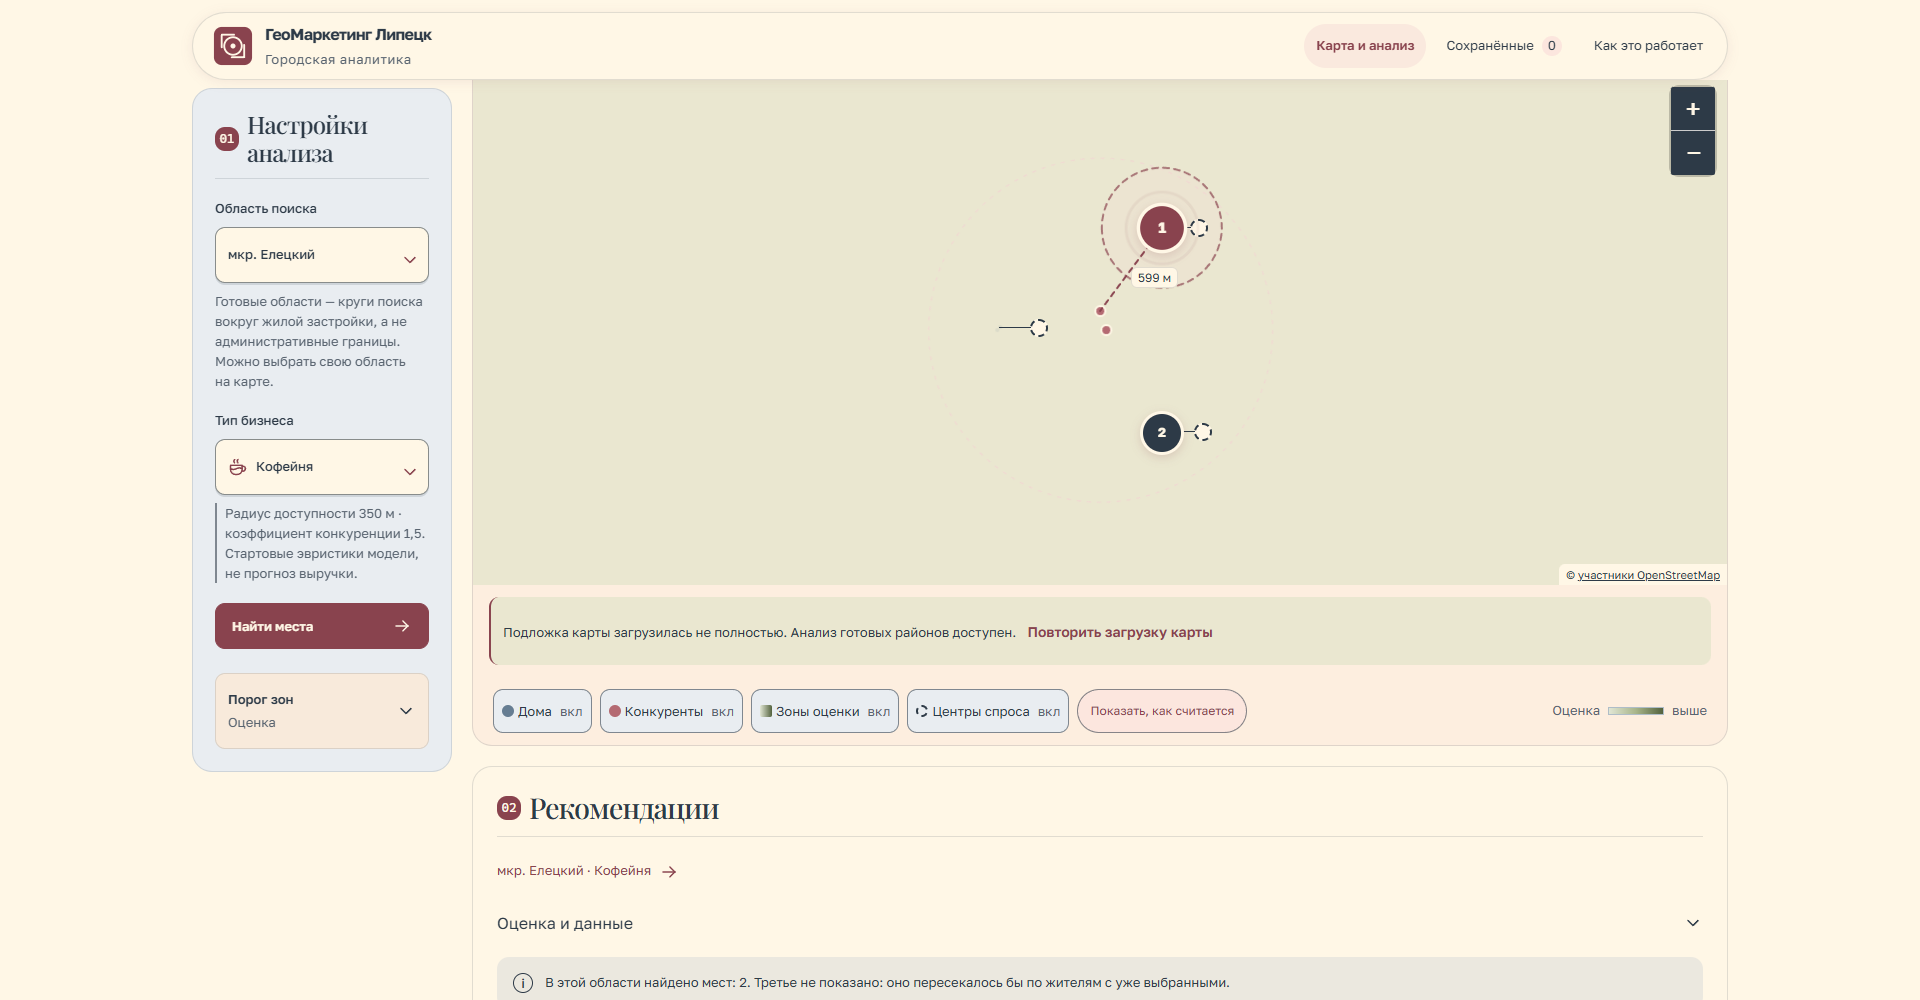 ГеоМаркетинг Липецк
Городская аналитика
Карта и анализ
Сохранённые 0
Как это работает
01 Настройки
анализа
Область поиска
мкр. Елецкий
Готовые области — круги поиска
вокруг жилой застройки, а не
административные границы.
Можно выбрать свою область
на карте.
Тип бизнеса
Кофейня
Радиус доступности 350 м ·
коэффициент конкуренции 1,5.
Стартовые эвристики модели,
не прогноз выручки.
Найти места
Порог зон
Оценка
+
−
1
599 м
2
© участники OpenStreetMap
Подложка карты загрузилась не полностью. Анализ готовых районов доступен. Повторить загрузку карты
Дома вкл
Конкуренты вкл
Зоны оценки вкл
Центры спроса вкл
Показать, как считается
Оценка выше
02 Рекомендации
мкр. Елецкий · Кофейня
Оценка и данные
В этой области найдено мест: 2. Третье не показано: оно пересекалось бы по жителям с уже выбранными.